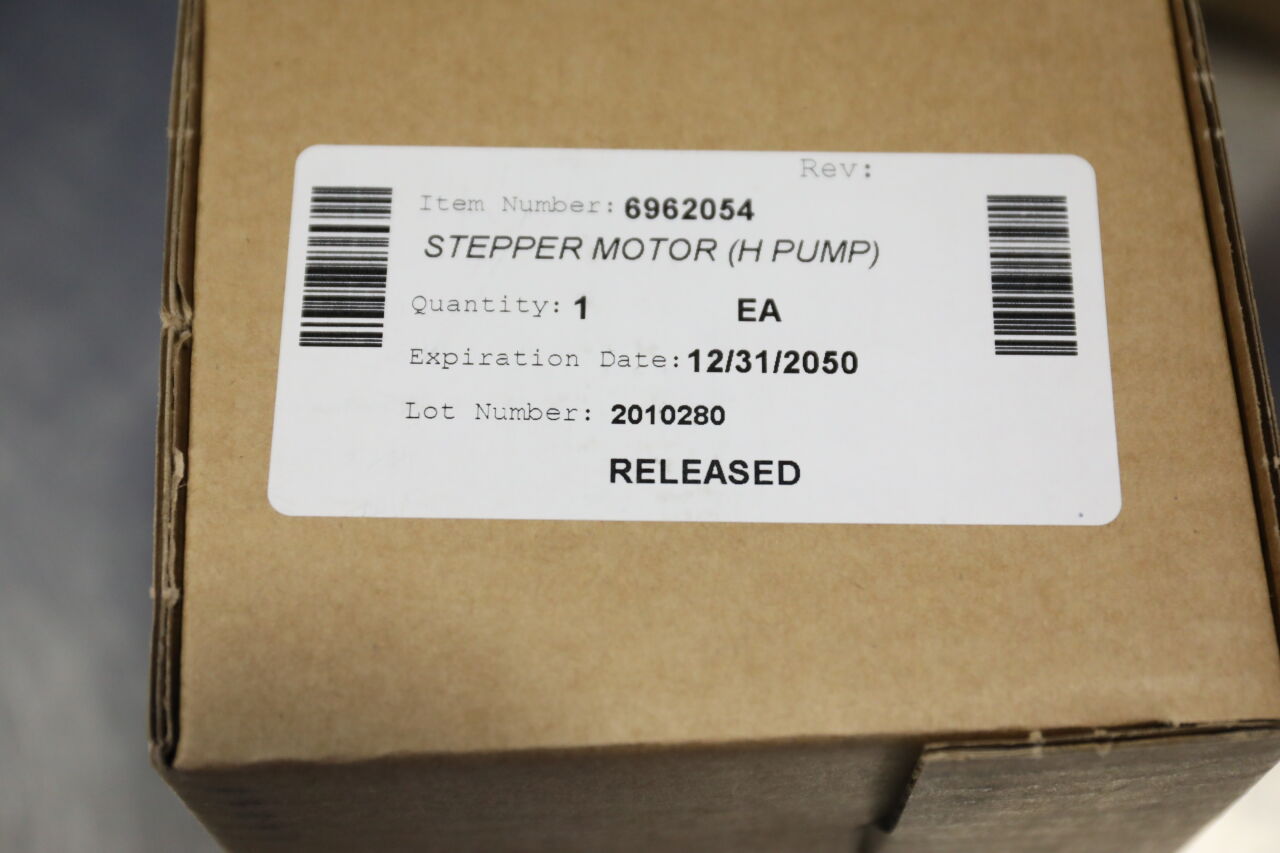 Rev:
Item Number: 6962054
STEPPER MOTOR (H PUMP)
Quantity: 1 EA
Expiration Date: 12/31/2050
Lot Number: 2010280
RELEASED